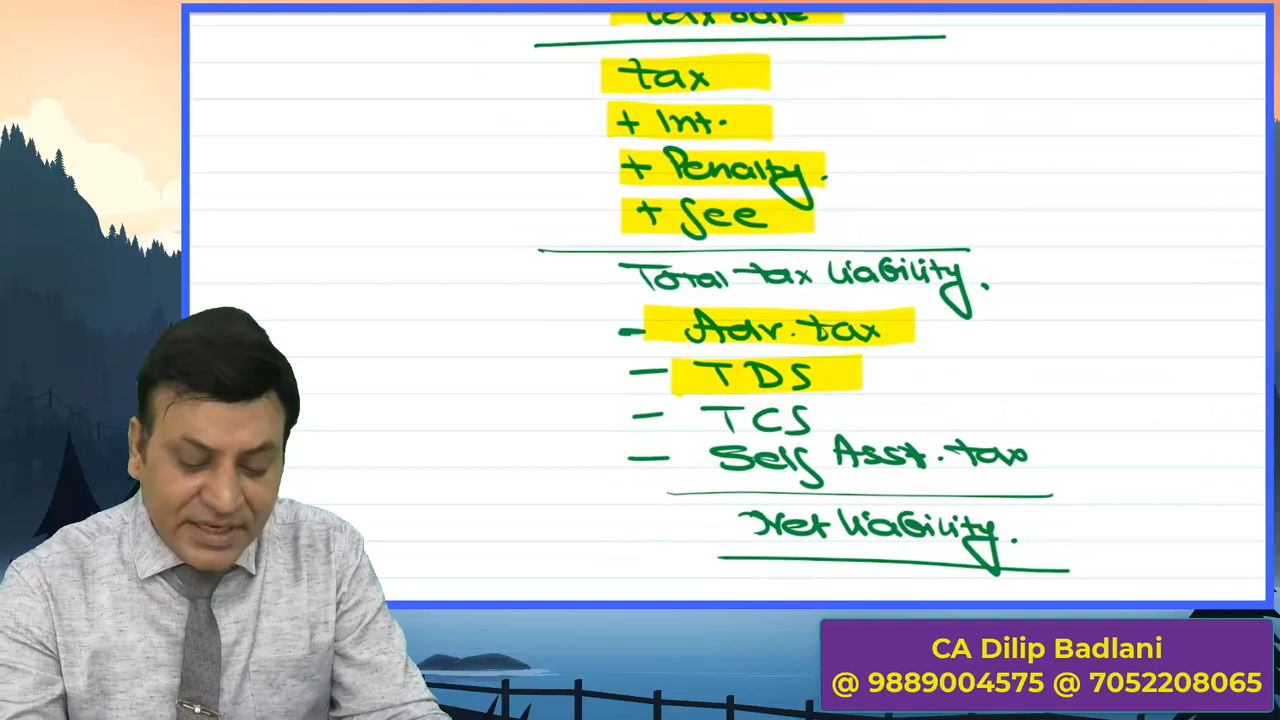 tax
+ Int.
+ Penalty.
+ fee
Total tax liability.
- Adv. tax
- TDS
- TCS
- Self Asst. tax
Net liability.
CA Dilip Badlani
@ 9889004575 @ 7052208065